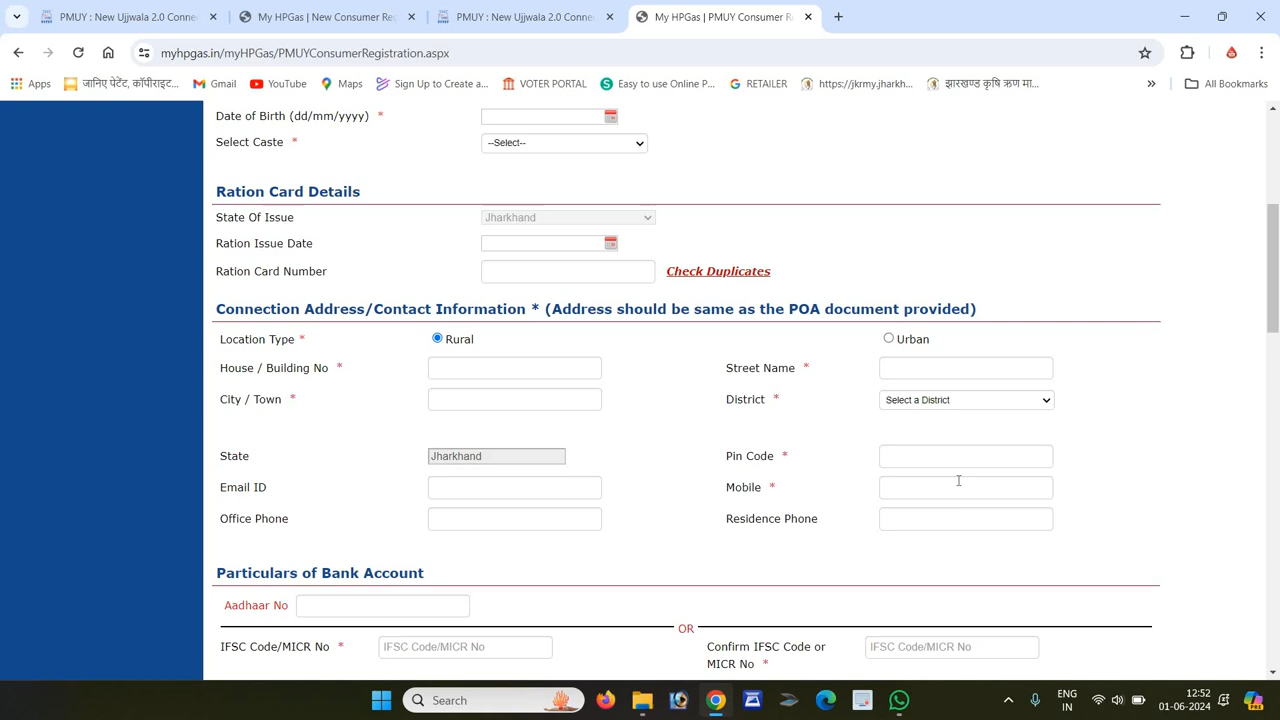 PMUY : New Ujjwala 2.0 Connec
My HPGas | New Consumer Reg
PMUY : New Ujjwala 2.0 Connec
My HPGas | PMUY Consumer R
myhpgas.in/myHPGas/PMUYConsumerRegistration.aspx
Apps जानिए पेटेंट, कॉपीराइट... Gmail YouTube Maps Sign Up to Create a... VOTER PORTAL Easy to use Online P... RETAILER https://jkrmy.jharkh... झारखण्ड कृषि ऋण मा... » All Bookmarks
Date of Birth (dd/mm/yyyy) *
Select Caste * --Select--
Ration Card Details
State Of Issue Jharkhand
Ration Issue Date
Ration Card Number Check Duplicates
Connection Address/Contact Information * (Address should be same as the POA document provided)
Location Type * Rural Urban
House / Building No * Street Name *
City / Town * District * Select a District
State Jharkhand Pin Code *
Email ID Mobile *
Office Phone Residence Phone
Particulars of Bank Account
Aadhaar No
OR
IFSC Code/MICR No * IFSC Code/MICR No Confirm IFSC Code or MICR No * IFSC Code/MICR No
Search
ENG
IN
12:52
01-06-2024